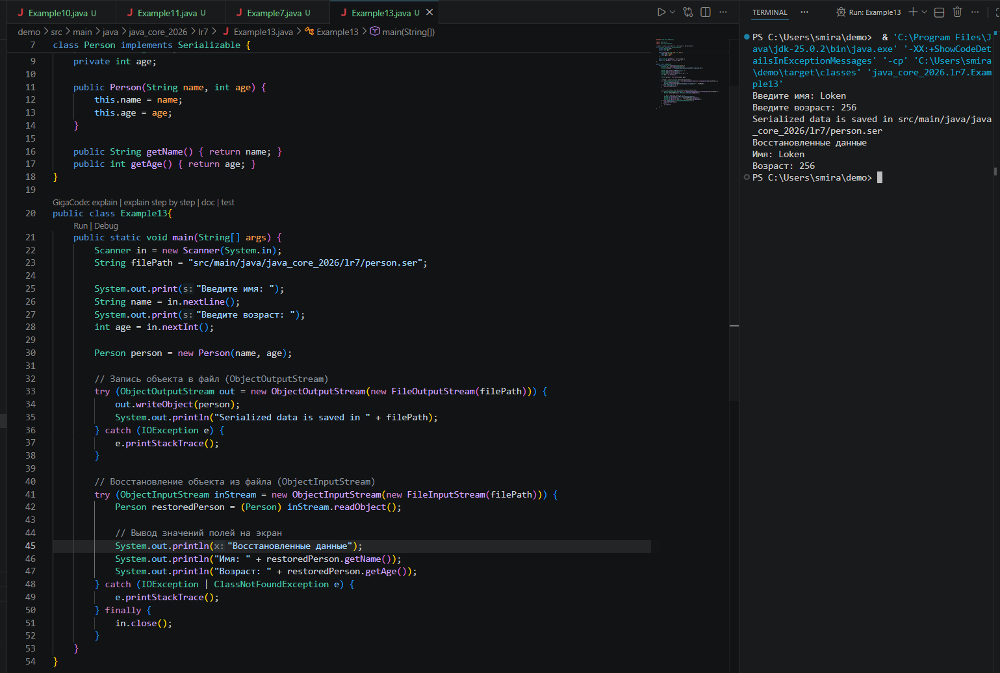 Example10.java U
Example11.java U
Example7.java U
Example13.java U
demo > src > main > java > java_core_2026 > lr7 > Example13.java > Example13 > main(String[])
7 class Person implements Serializable {
9     private int age;
10
11     public Person(String name, int age) {
12         this.name = name;
13         this.age = age;
14     }
15
16     public String getName() { return name; }
17     public int getAge() { return age; }
18 }
19
GigaCode: explain | explain step by step | doc | test
20 public class Example13{
Run | Debug
21     public static void main(String[] args) {
22         Scanner in = new Scanner(System.in);
23         String filePath = "src/main/java/java_core_2026/lr7/person.ser";
24
25         System.out.print(s: "Введите имя: ");
26         String name = in.nextLine();
27         System.out.print(s: "Введите возраст: ");
28         int age = in.nextInt();
29
30         Person person = new Person(name, age);
31
32         // Запись объекта в файл (ObjectOutputStream)
33         try (ObjectOutputStream out = new ObjectOutputStream(new FileOutputStream(filePath))) {
34             out.writeObject(person);
35             System.out.println("Serialized data is saved in " + filePath);
36         } catch (IOException e) {
37             e.printStackTrace();
38         }
39
40         // Восстановление объекта из файла (ObjectInputStream)
41         try (ObjectInputStream inStream = new ObjectInputStream(new FileInputStream(filePath))) {
42             Person restoredPerson = (Person) inStream.readObject();
43
44             // Вывод значений полей на экран
45             System.out.println(x: "Восстановленные данные");
46             System.out.println("Имя: " + restoredPerson.getName());
47             System.out.println("Возраст: " + restoredPerson.getAge());
48         } catch (IOException | ClassNotFoundException e) {
49             e.printStackTrace();
50         } finally {
51             in.close();
52         }
53     }
54 }
TERMINAL
Run: Example13
PS C:\Users\smira\demo>  & 'C:\Program Files\J
ava\jdk-25.0.2\bin\java.exe' '-XX:+ShowCodeDet
ailsInExceptionMessages' '-cp' 'C:\Users\smira
\demo\target\classes' 'java_core_2026.lr7.Exam
ple13'
Введите имя: Loken
Введите возраст: 256
Serialized data is saved in src/main/java/java
_core_2026/lr7/person.ser
Восстановленные данные
Имя: Loken
Возраст: 256
PS C:\Users\smira\demo>